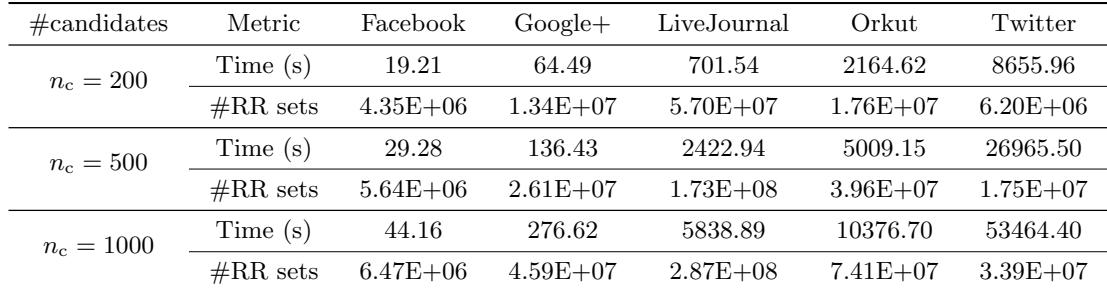 #candidates Metric Facebook Google+ LiveJournal Orkut Twitter
n_c = 200 Time (s) 19.21 64.49 701.54 2164.62 8655.96
#RR sets 4.35E+06 1.34E+07 5.70E+07 1.76E+07 6.20E+06
n_c = 500 Time (s) 29.28 136.43 2422.94 5009.15 26965.50
#RR sets 5.64E+06 2.61E+07 1.73E+08 3.96E+07 1.75E+07
n_c = 1000 Time (s) 44.16 276.62 5838.89 10376.70 53464.40
#RR sets 6.47E+06 4.59E+07 2.87E+08 7.41E+07 3.39E+07